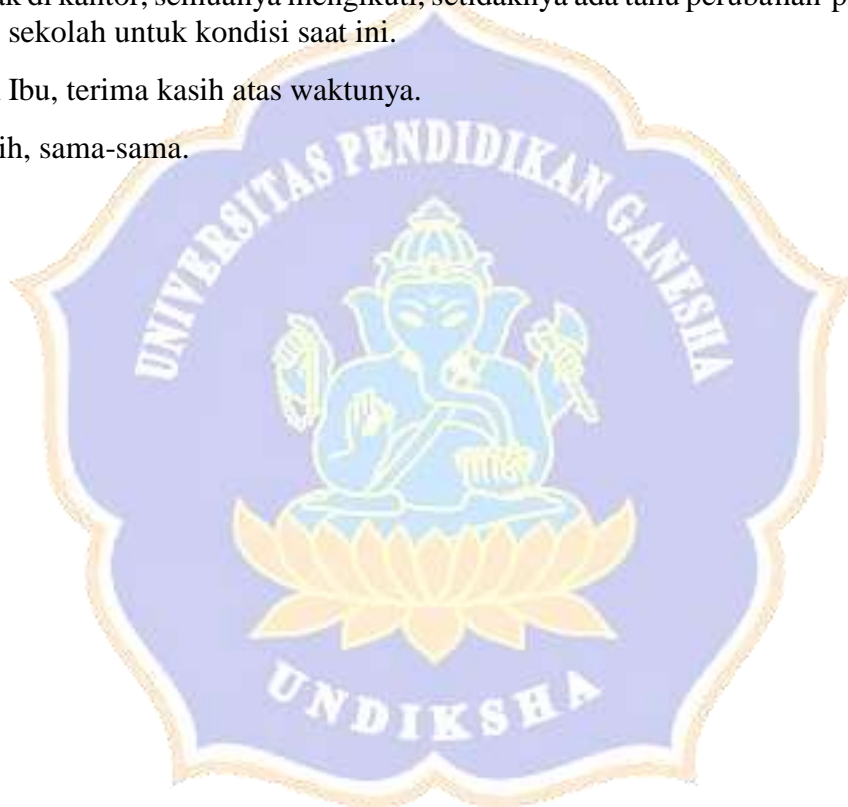 di kantor, semuanya mengikuti, setidaknya ada tahu perubahan
sekolah untuk kondisi saat ini.
Ibu, terima kasih atas waktunya.
sama-sama.
UNIVERSITAS PENDIDIKAN GANESHA
UNDIKSHA